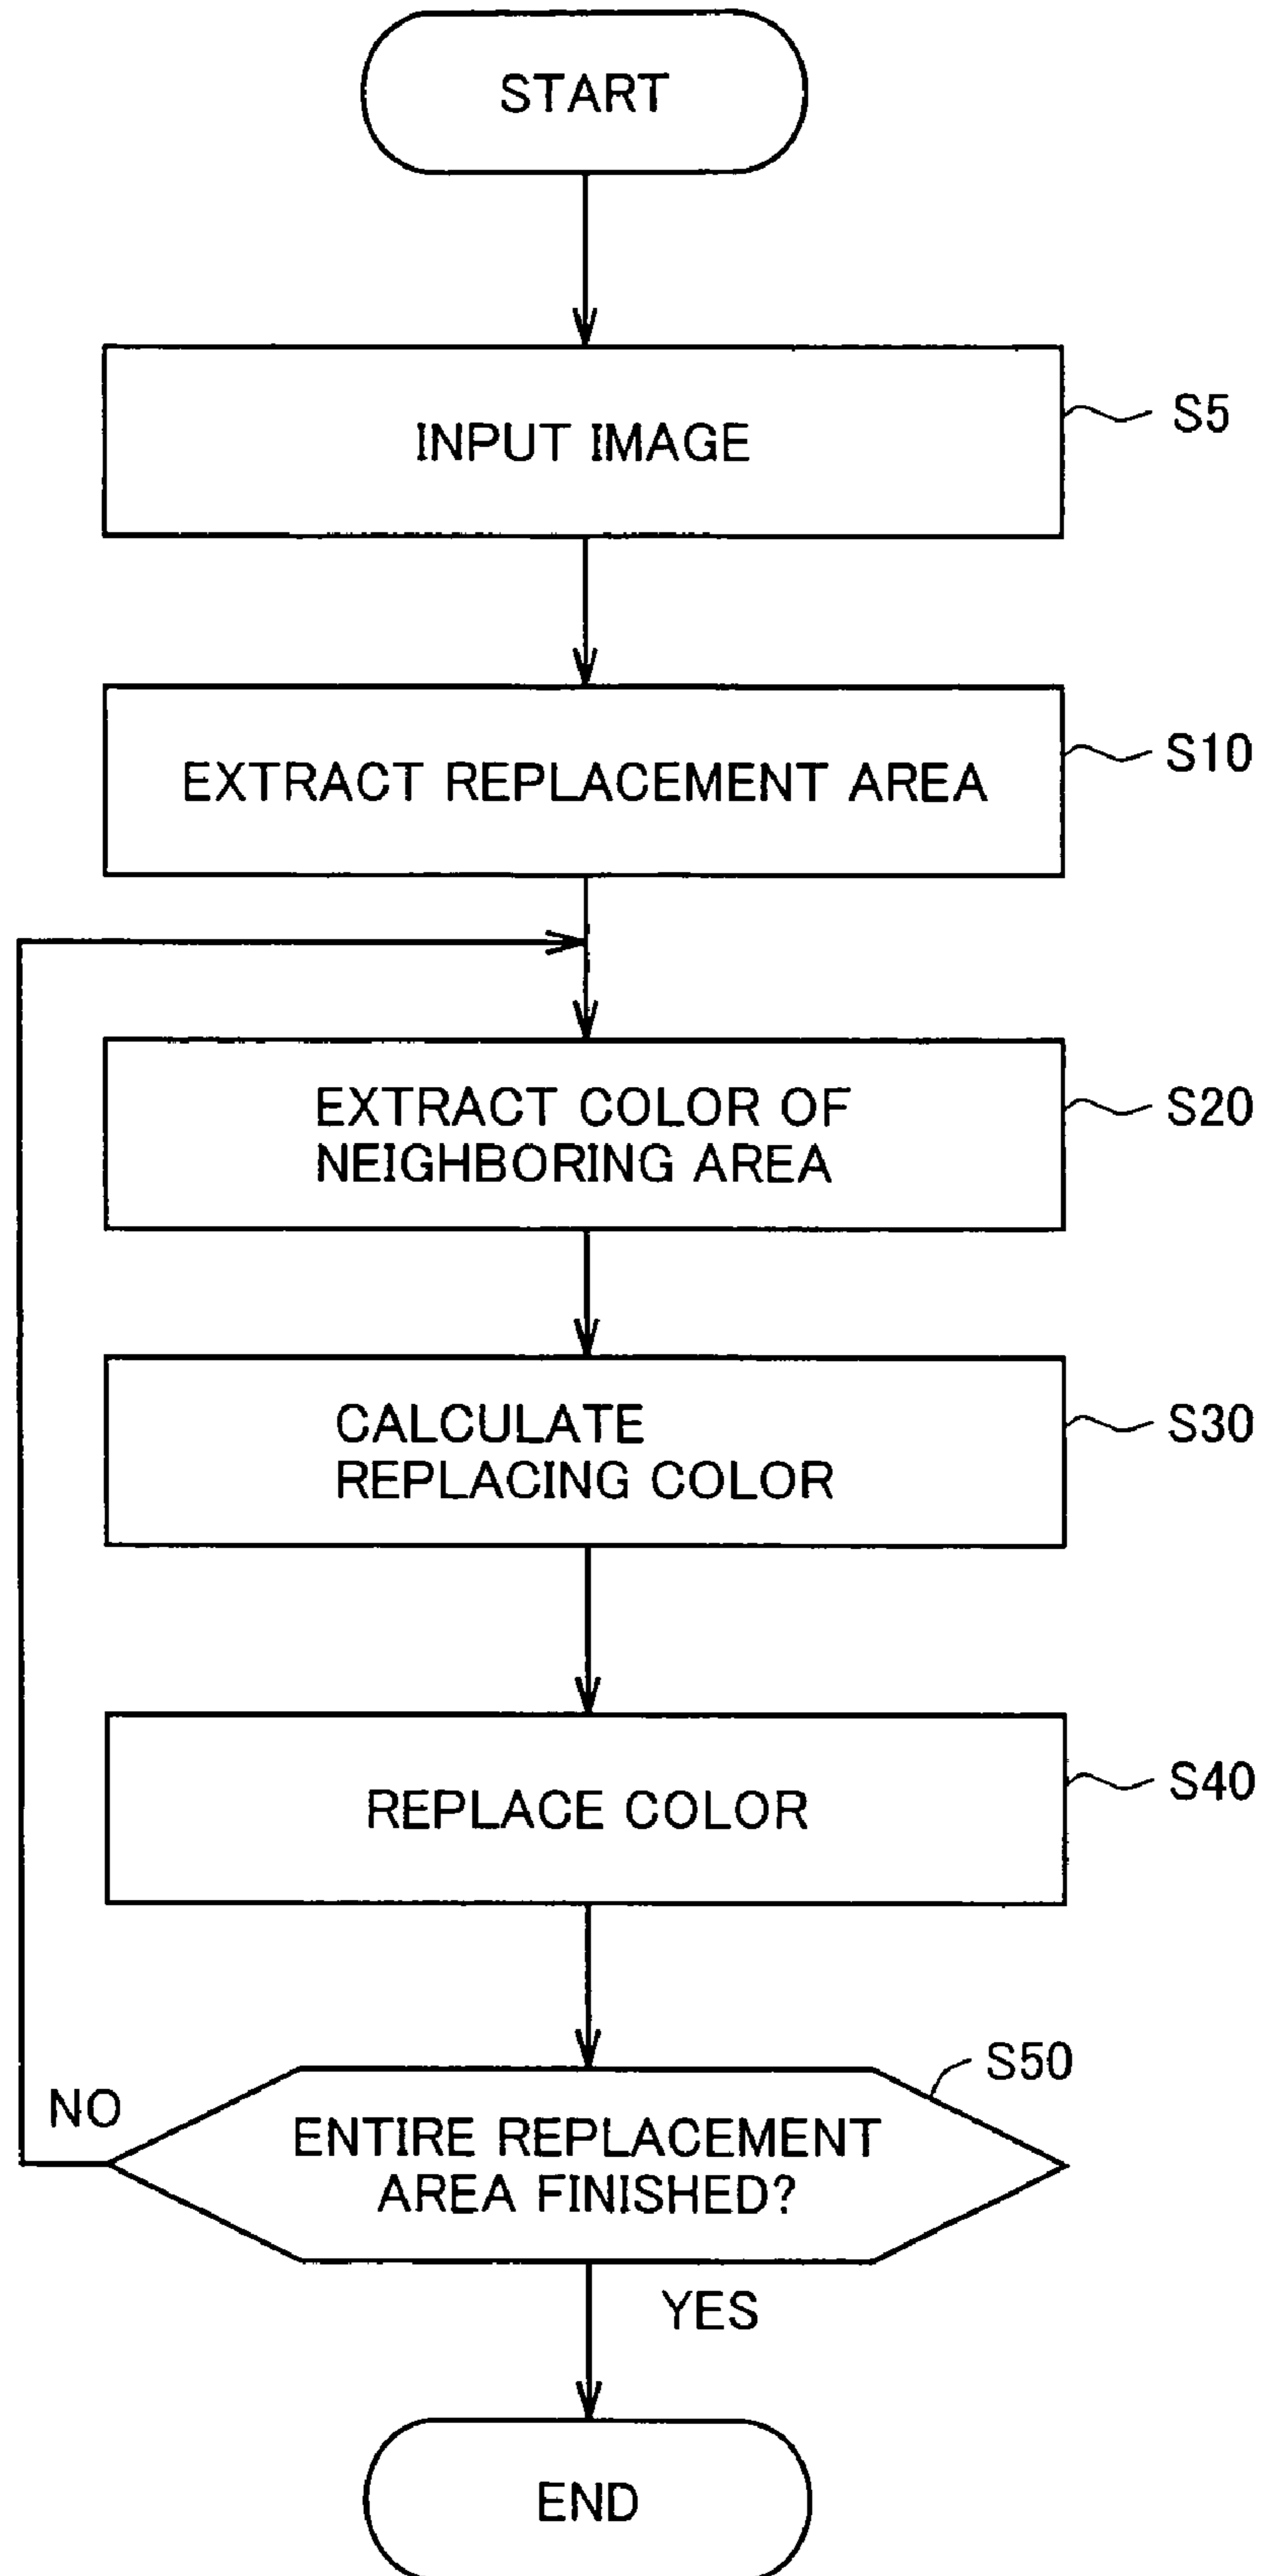 START
INPUT IMAGE
S5
EXTRACT REPLACEMENT AREA
S10
EXTRACT COLOR OF
NEIGHBORING AREA
S20
CALCULATE
REPLACING COLOR
S30
REPLACE COLOR
S40
S50
NO
ENTIRE REPLACEMENT
AREA FINISHED?
YES
END